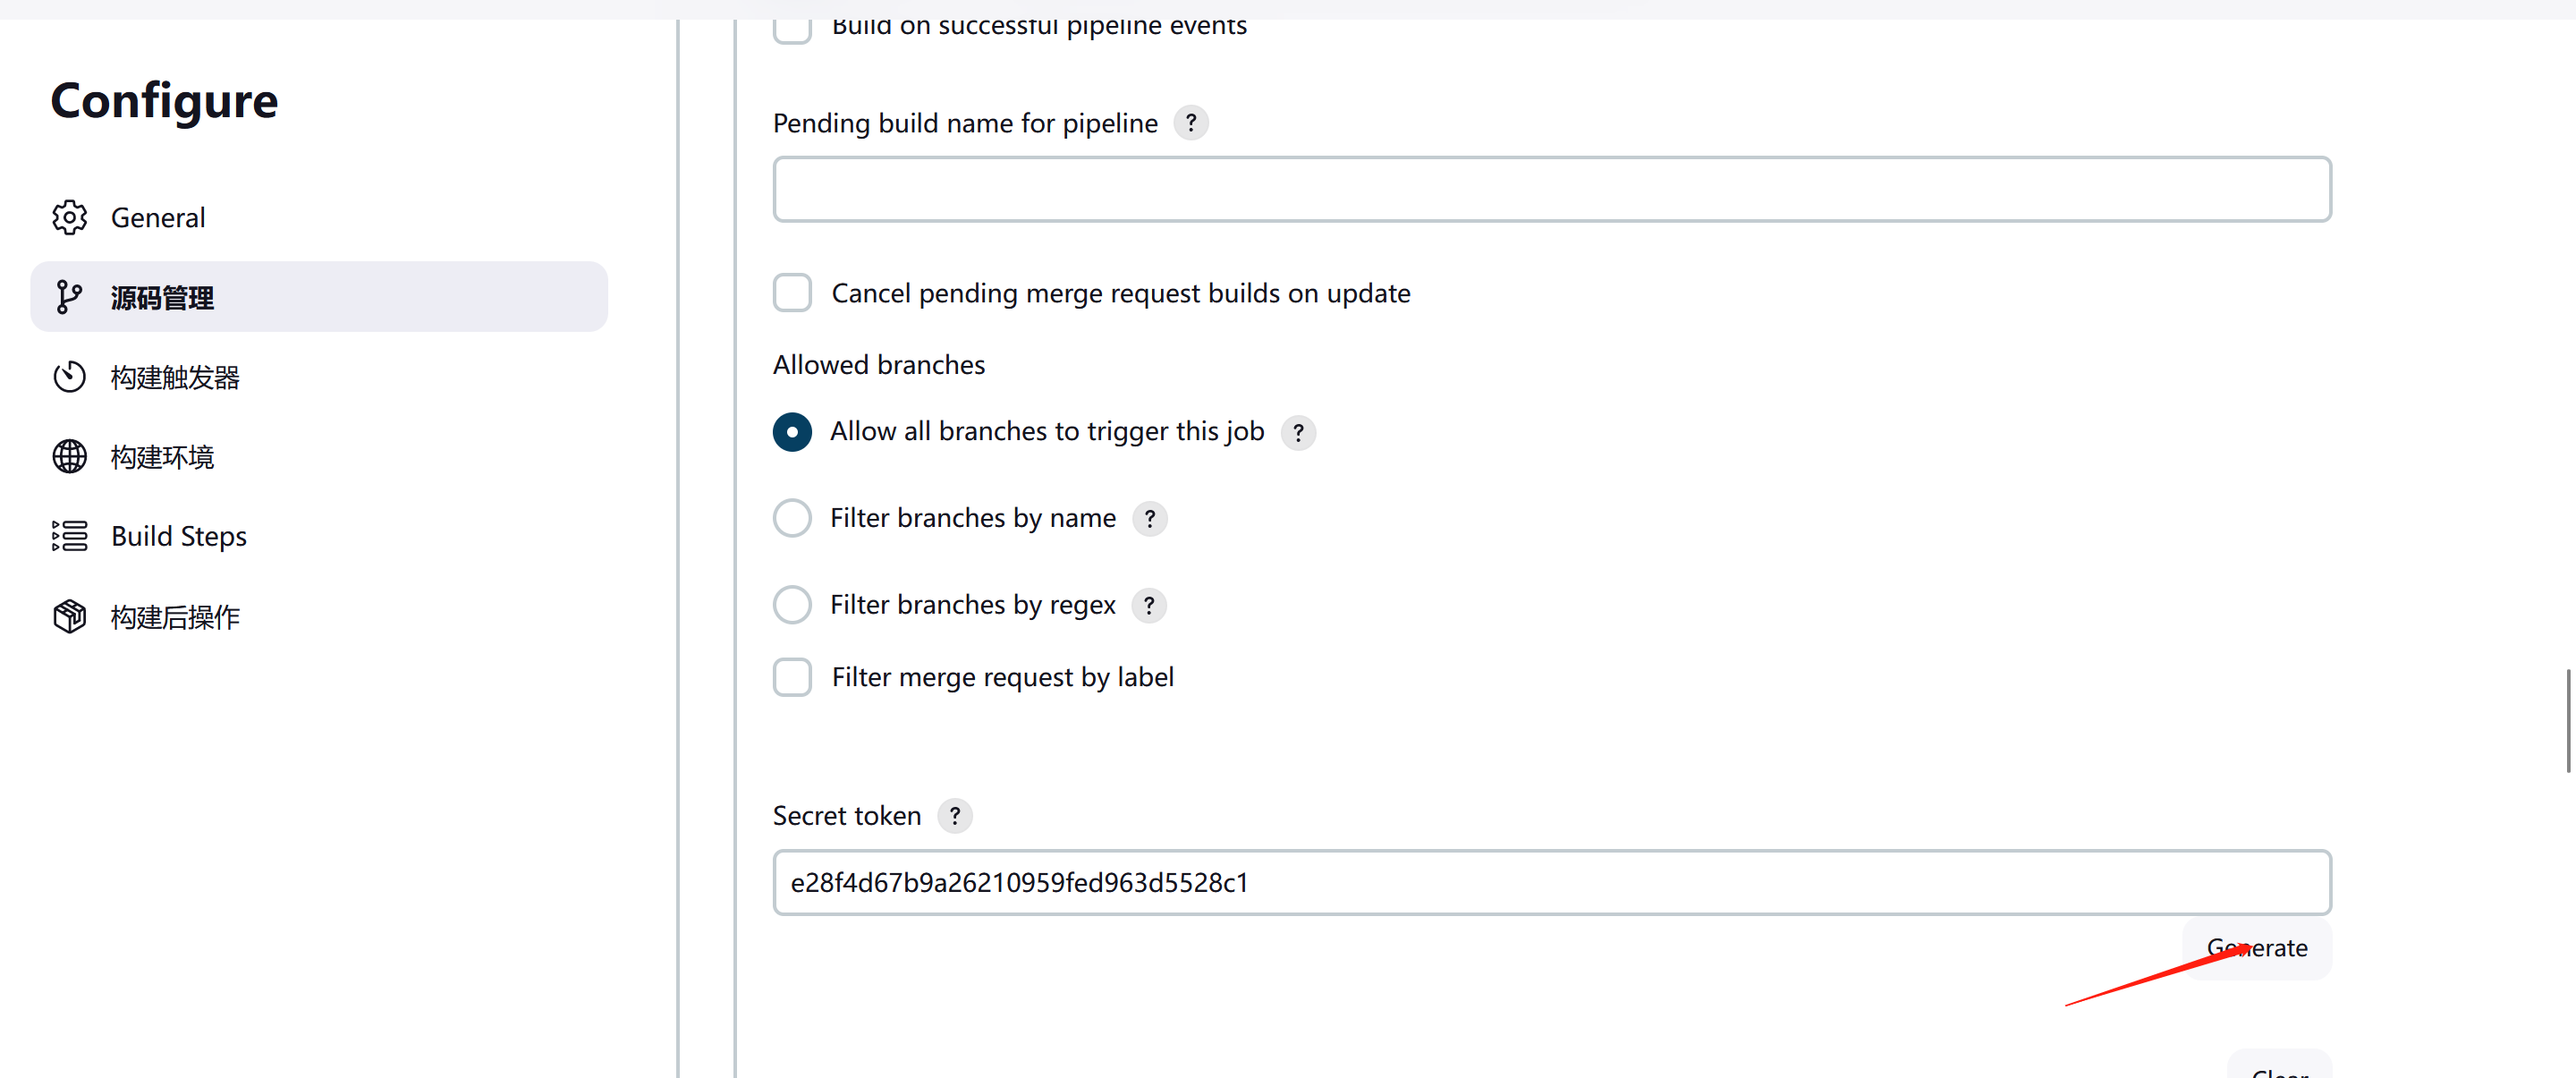 Configure
General
源码管理
构建触发器
构建环境
Build Steps
构建后操作
Build on successful pipeline events
Pending build name for pipeline ?
Cancel pending merge request builds on update
Allowed branches
Allow all branches to trigger this job ?
Filter branches by name ?
Filter branches by regex ?
Filter merge request by label
Secret token ?
e28f4d67b9a26210959fed963d5528c1
Generate
Clear